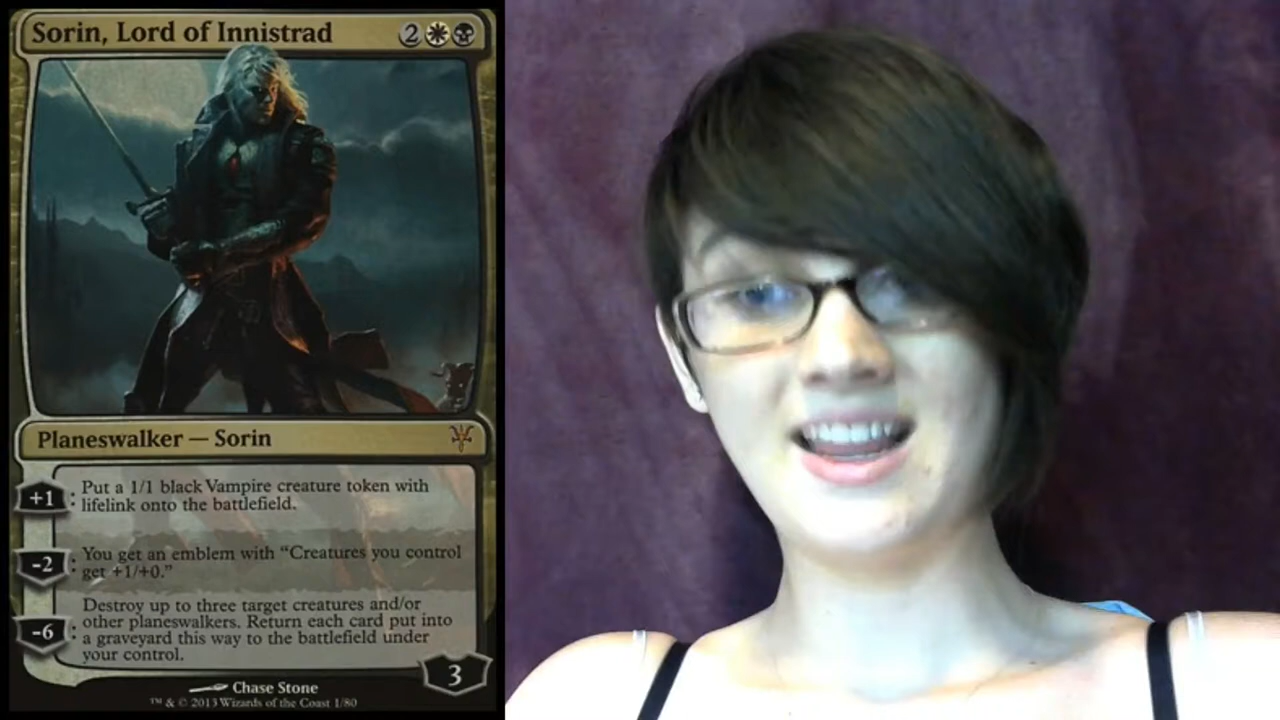 Sorin, Lord of Innistrad 2
Planeswalker — Sorin
+1 : Put a 1/1 black Vampire creature token with
lifelink onto the battlefield.
-2 : You get an emblem with “Creatures you control
get +1/+0.”
Destroy up to three target creatures and/or
other planeswalkers. Return each card put into
-6 : a graveyard this way to the battlefield under
your control.
3
Chase Stone
™ & © 2013 Wizards of the Coast 1/80